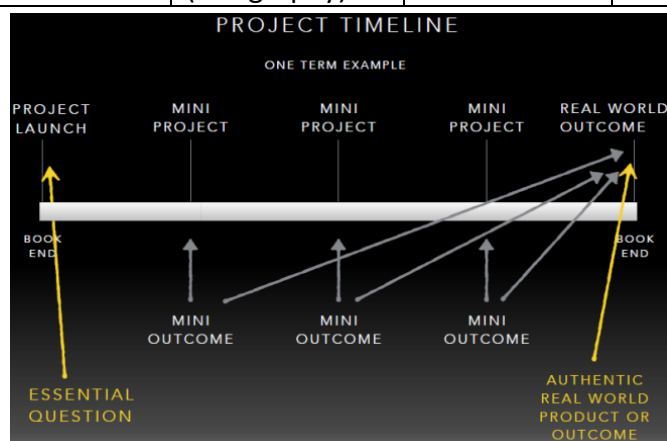 PROJECT TIMELINE
ONE TERM EXAMPLE
PROJECT
LAUNCH
MINI
PROJECT
MINI
PROJECT
MINI
PROJECT
REAL WORLD
OUTCOME
BOOK
END
BOOK
END
MINI
OUTCOME
MINI
OUTCOME
MINI
OUTCOME
ESSENTIAL
QUESTION
AUTHENTIC
REAL WORLD
PRODUCT OR
OUTCOME